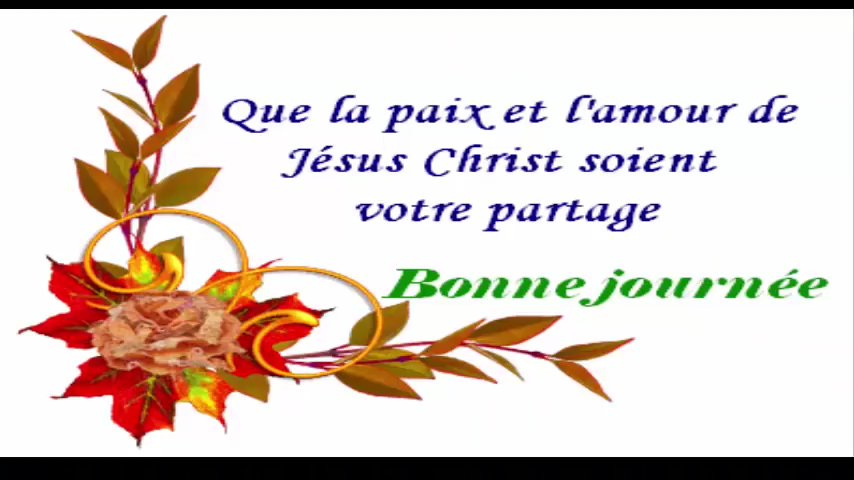 Que la paix et l'amour de
Jésus Christ soient
votre partage
Bonne journée